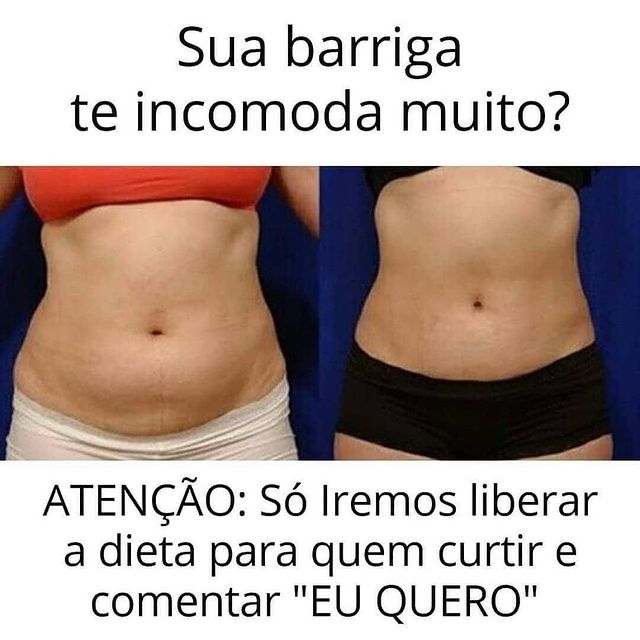 Sua barriga
te incomoda muito?
ATENÇÃO: Só Iremos liberar
a dieta para quem curtir e
comentar "EU QUERO"